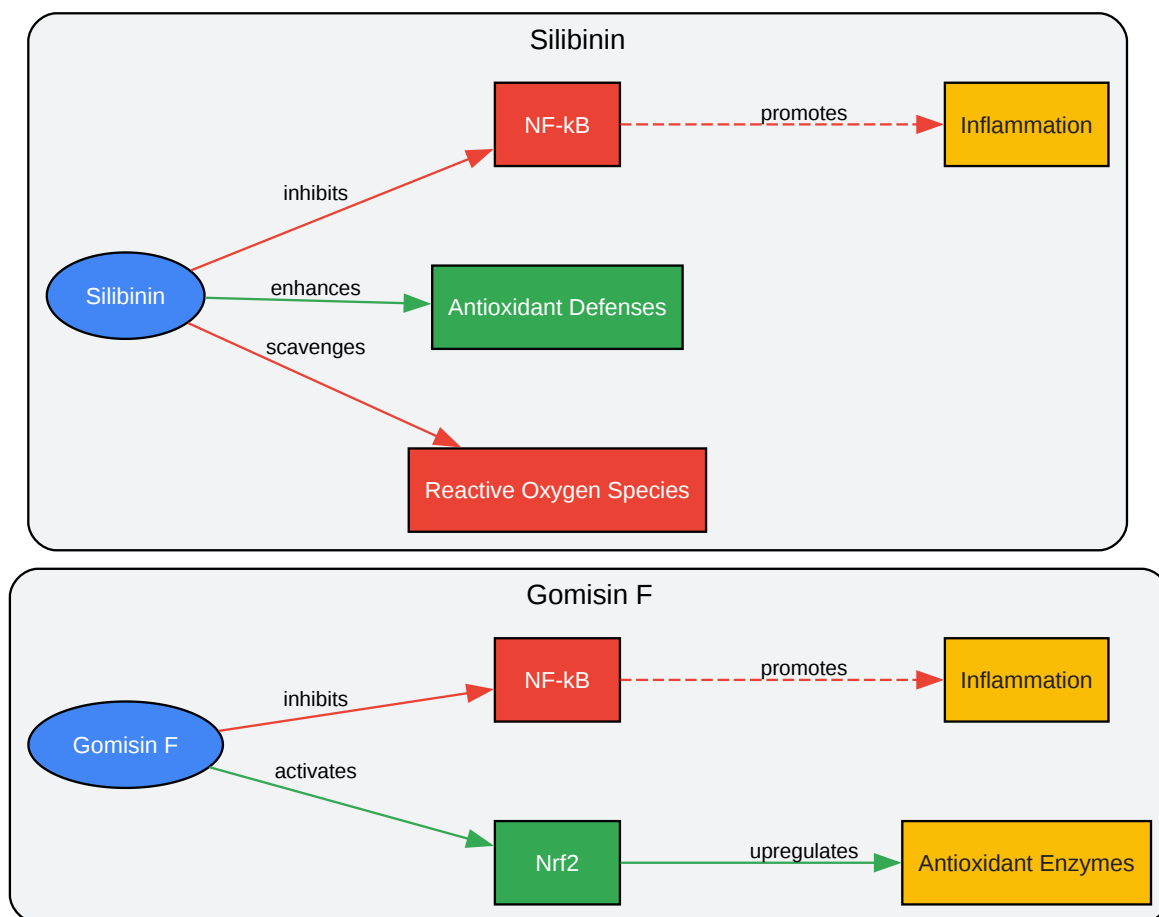 Silibinin
NF-kB
promotes
Inflammation
inhibits
Silibinin
enhances
Antioxidant Defenses
scavenges
Reactive Oxygen Species
Gomisin F
NF-kB
promotes
Inflammation
inhibits
Gomisin F
activates
Nrf2
upregulates
Antioxidant Enzymes